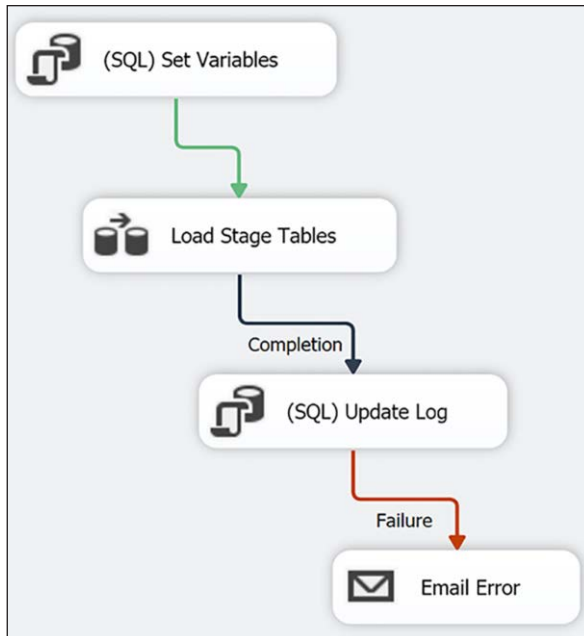 (SQL) Set Variables
Load Stage Tables
Completion
(SQL) Update Log
Failure
Email Error